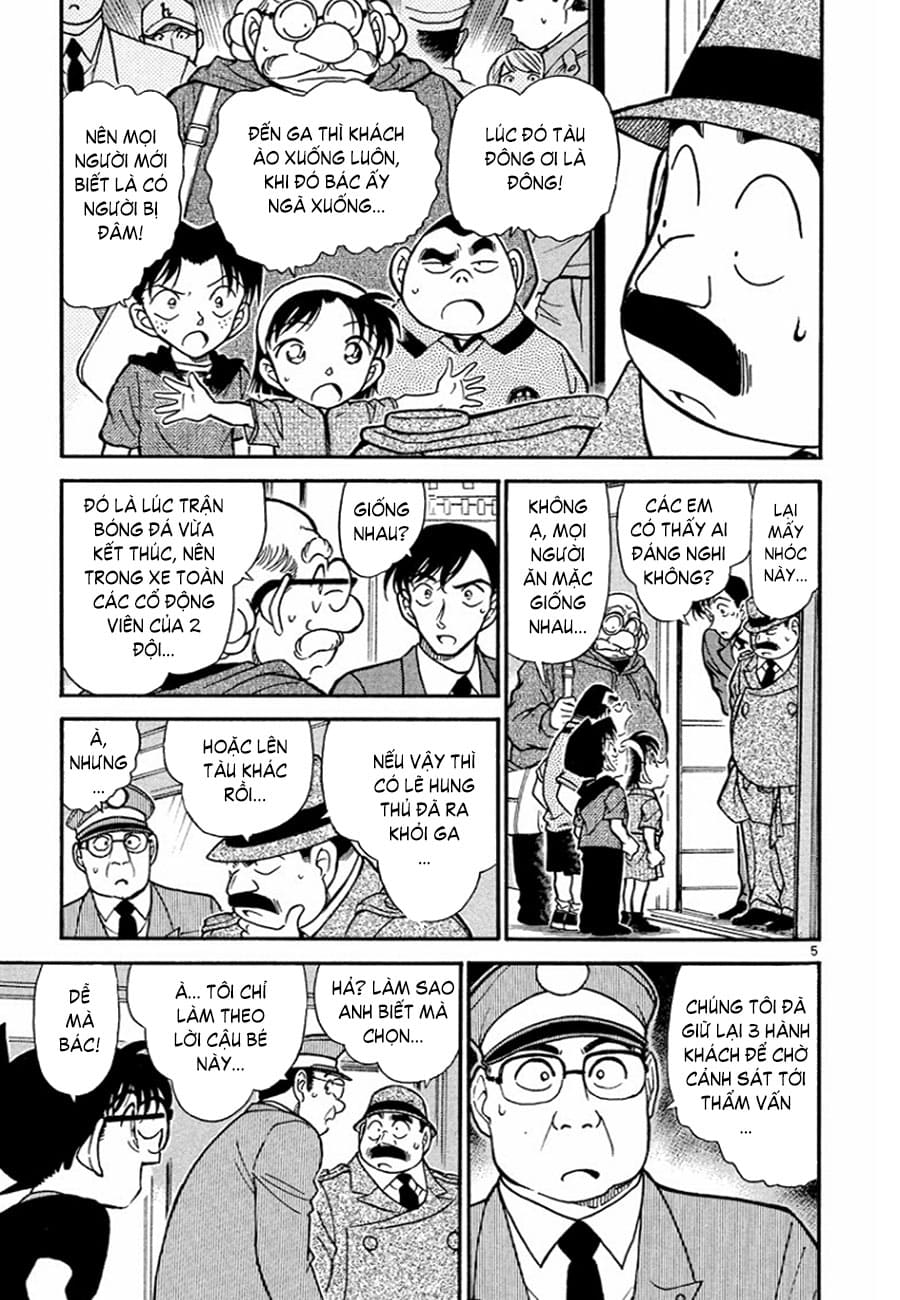 LÚC ĐÓ TÀU
ĐÔNG ƠI LÀ
ĐÔNG!
ĐẾN GA THÌ KHÁCH
ÀO XUỐNG LUÔN,
KHI ĐÓ BÁC ẤY
NGÃ XUỐNG...
NÊN MỌI
NGƯỜI MỚI
BIẾT LÀ CÓ
NGƯỜI BỊ
ĐÂM!
LẠI
MẤY
NHÓC
NÀY...
CÁC EM
CÓ THẤY AI
ĐÁNG NGHI
KHÔNG?
KHÔNG
Ạ, MỌI
NGƯỜI
ĂN MẶC
GIỐNG
NHAU...
GIỐNG
NHAU?
ĐÓ LÀ LÚC TRẬN
BÓNG ĐÁ VỪA
KẾT THÚC, NÊN
TRONG XE TOÀN
CÁC CỔ ĐỘNG
VIÊN CỦA 2
ĐỘI...
NẾU VẬY THÌ
CÓ LẼ HUNG
THỦ ĐÃ RA
KHỎI GA
...
HOẶC LÊN
TÀU KHÁC
RỒI...
À,
NHƯNG
...
5
CHÚNG TÔI ĐÃ
GIỮ LẠI 3 HÀNH
KHÁCH ĐỂ CHỜ
CẢNH SÁT TỚI
THẨM VẤN
...
HẢ? LÀM SAO
ANH BIẾT MÀ
CHỌN...
À... TÔI CHỈ
LÀM THEO
LỜI CẬU BÉ
NÀY...
DỄ
MÀ
BÁC!